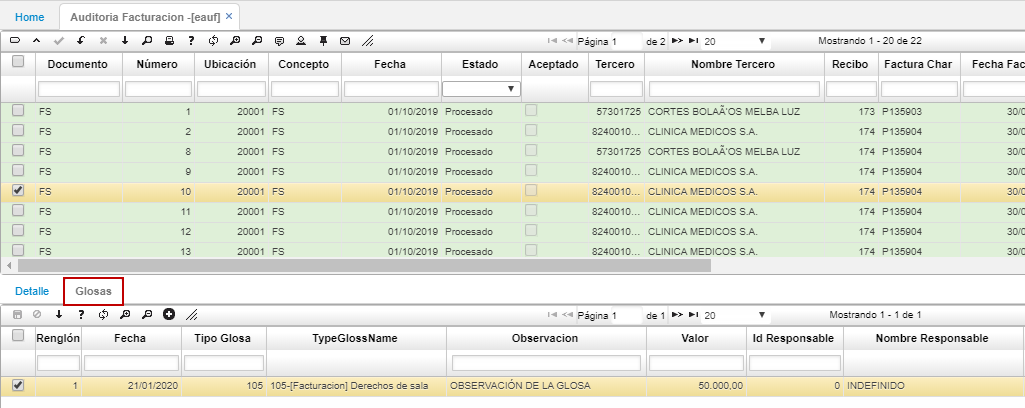 Home Auditoria Facturacion -[eauf] ×
Página 1 de 2 20 Mostrando 1 - 20 de 22
Documento Número Ubicación Concepto Fecha Estado Aceptado Tercero Nombre Tercero Recibo Factura Char Fecha Fac
FS 1 20001 FS 01/10/2019 Procesado 57301725 CORTES BOLAÃ'OS MELBA LUZ 173 P135903 30/0
FS 2 20001 FS 01/10/2019 Procesado 8240010... CLINICA MEDICOS S.A. 174 P135904 30/0
FS 8 20001 FS 01/10/2019 Procesado 57301725 CORTES BOLAÃ'OS MELBA LUZ 174 P135904 30/0
FS 9 20001 FS 01/10/2019 Procesado 8240010... CLINICA MEDICOS S.A. 174 P135904 30/0
FS 10 20001 FS 01/10/2019 Procesado 8240010... CLINICA MEDICOS S.A. 174 P135904 30/0
FS 11 20001 FS 01/10/2019 Procesado 8240010... CLINICA MEDICOS S.A. 174 P135904 30/0
FS 12 20001 FS 01/10/2019 Procesado 8240010... CLINICA MEDICOS S.A. 174 P135904 30/0
FS 13 20001 FS 01/10/2019 Procesado 8240010... CLINICA MEDICOS S.A. 174 P135904 30/0
Detalle Glosas
Página 1 de 1 20 Mostrando 1 - 1 de 1
Renglón Fecha Tipo Glosa TypeGlossName Observacion Valor Id Responsable Nombre Responsable
1 21/01/2020 105 105-[Facturacion] Derechos de sala OBSERVACIÓN DE LA GLOSA 50.000,00 0 INDEFINIDO